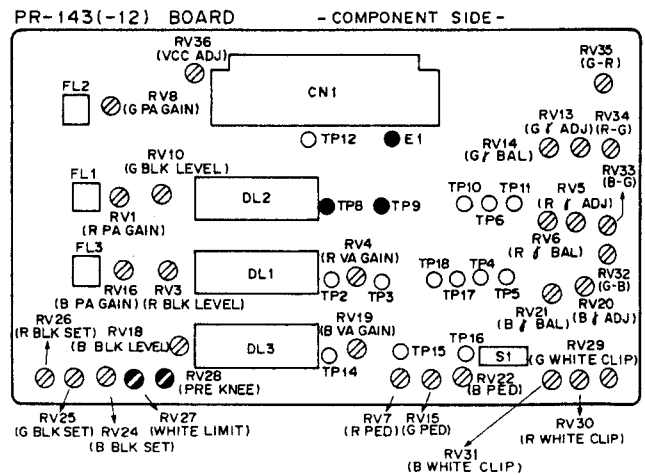 PR-143(-12) BOARD - COMPONENT SIDE -
RV36
(VCC ADJ)
RV35
(G-R)
FL2
RV8
(G PA GAIN)
CN1
RV13
(G γ ADJ)
RV34
(R-G)
TP12
E1
RV14
(G γ BAL)
RV33
(B-G)
RV10
(G BLK LEVEL)
FL1
DL2
TP8
TP9
TP10
TP11
TP6
RV5
(R γ ADJ)
RV1
(R PA GAIN)
RV6
(R γ BAL)
FL3
DL1
RV4
(R VA GAIN)
TP2
TP3
TP18
TP4
TP17
TP5
RV32
(G-B)
RV16
(B PA GAIN)
RV3
(R BLK LEVEL)
RV20
(B γ ADJ)
RV21
(B γ BAL)
RV26
(R BLK SET)
RV18
(B BLK LEVEL)
DL3
RV19
(B VA GAIN)
TP14
TP15
TP16
S1
RV29
(G WHITE CLIP)
RV28
(PRE KNEE)
RV22
(B PED)
RV25
(G BLK SET)
RV24
(B BLK SET)
RV27
(WHITE LIMIT)
RV7
(R PED)
RV15
(G PED)
RV30
(R WHITE CLIP)
RV31
(B WHITE CLIP)